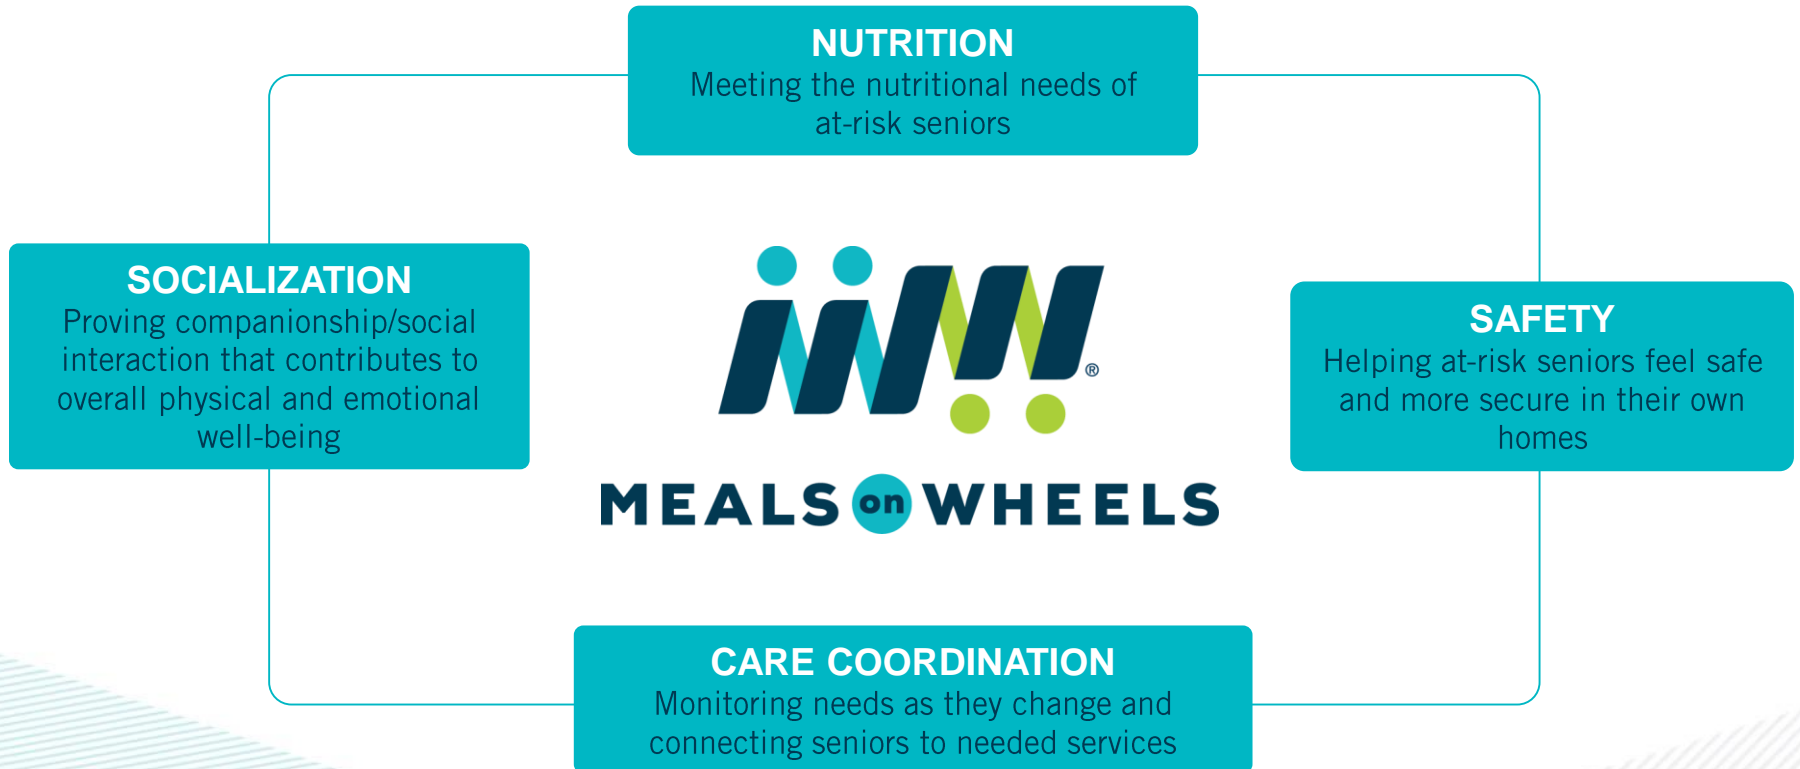 NUTRITION
Meeting the nutritional needs of
at-risk seniors
SOCIALIZATION
Proving companionship/social
interaction that contributes to
overall physical and emotional
well-being
®
MEALS on WHEELS
SAFETY
Helping at-risk seniors feel safe
and more secure in their own
homes
CARE COORDINATION
Monitoring needs as they change and
connecting seniors to needed services